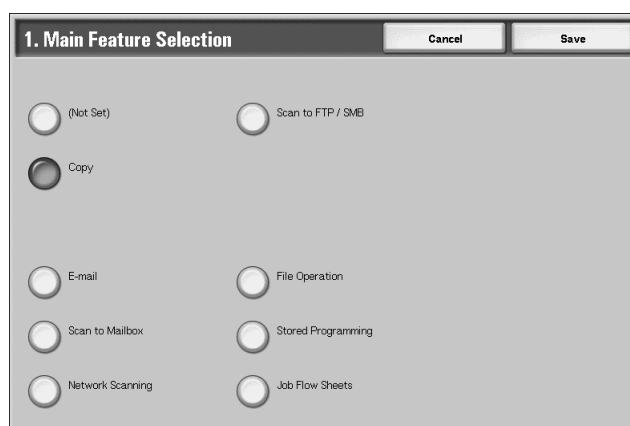 1. Main Feature Selection
Cancel
Save
(Not Set)
Scan to FTP / SMB
Copy
E-mail
File Operation
Scan to Mailbox
Stored Programming
Network Scanning
Job Flow Sheets